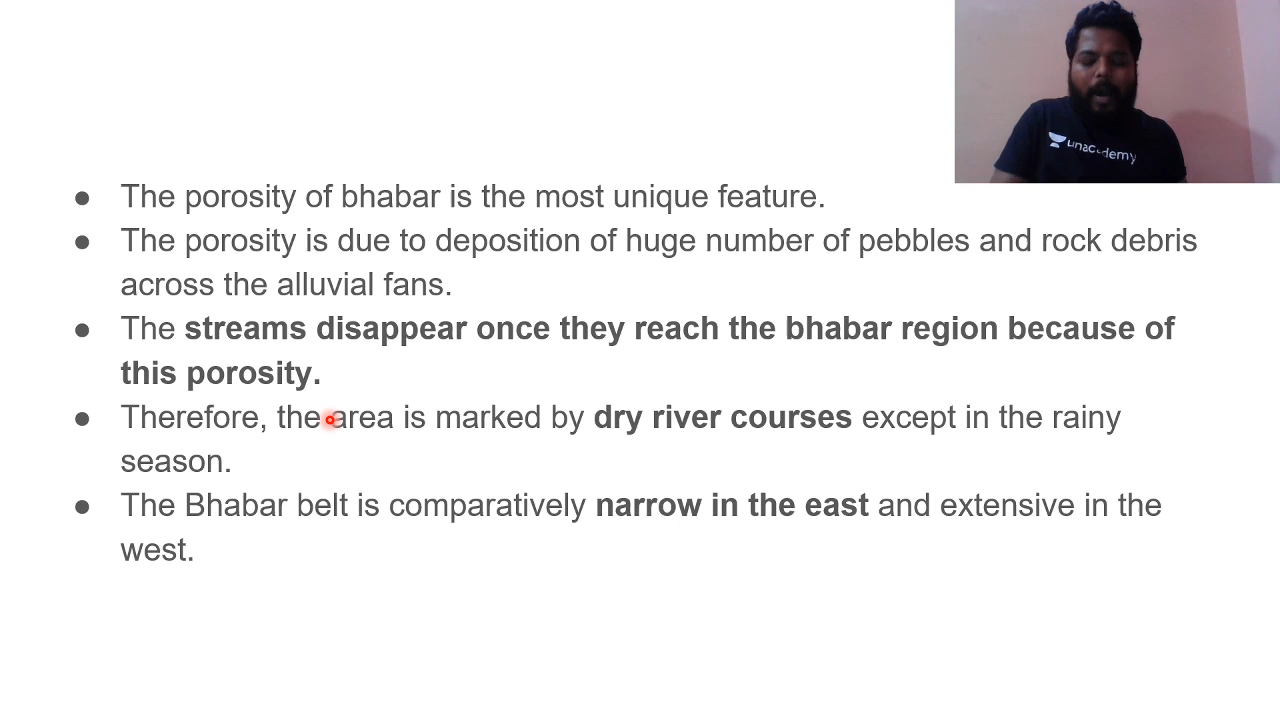 unacademy
● The porosity of bhabar is the most unique feature.
● The porosity is due to deposition of huge number of pebbles and rock debris
across the alluvial fans.
● The streams disappear once they reach the bhabar region because of
this porosity.
● Therefore, the area is marked by dry river courses except in the rainy
season.
● The Bhabar belt is comparatively narrow in the east and extensive in the
west.